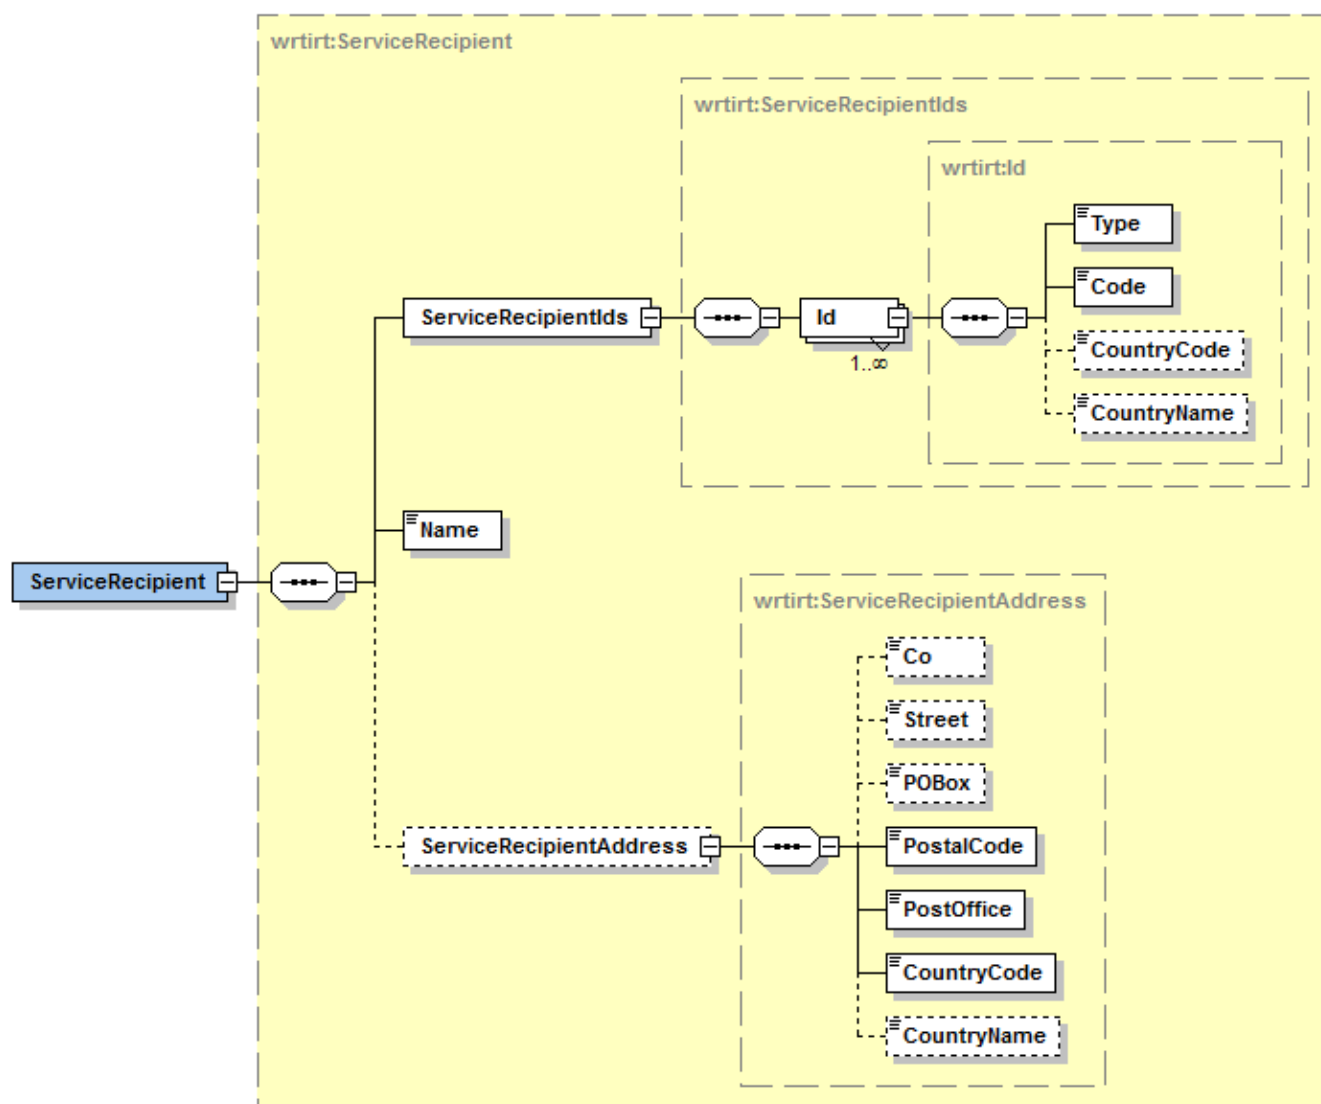 wrtirt:ServiceRecipient
wrtirt:ServiceRecipientIds
wrtirt:Id
Type
Code
ServiceRecipientIds
Id
1..∞
CountryCode
CountryName
Name
ServiceRecipient
wrtirt:ServiceRecipientAddress
Co
Street
POBox
ServiceRecipientAddress
PostalCode
PostOffice
CountryCode
CountryName